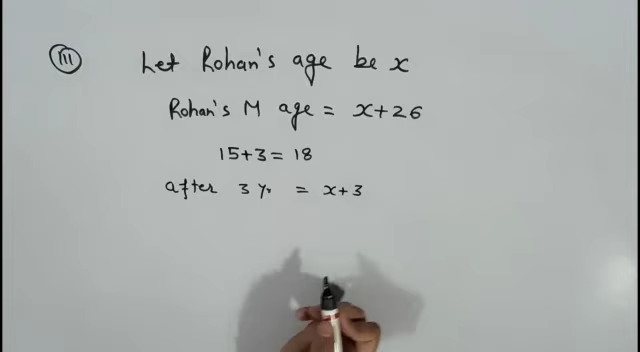 (III) Let Rohan's age be x
Rohan's M age = x+26
15+3=18
after 3 yr = x+3